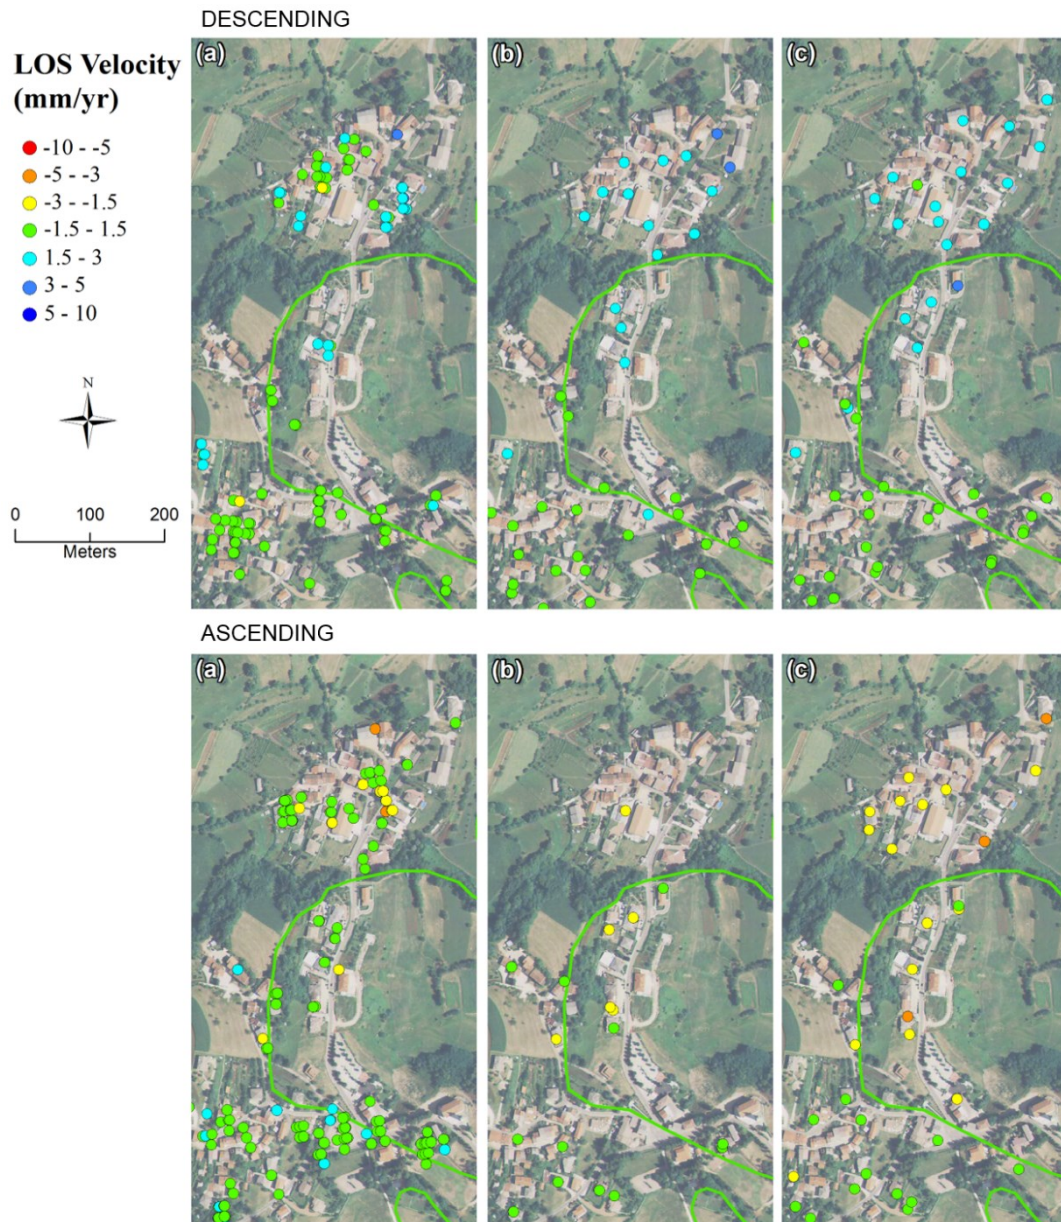 DESCENDING
LOS Velocity
(mm/yr)
-10 - -5
-5 - -3
-3 - -1.5
-1.5 - 1.5
1.5 - 3
3 - 5
5 - 10
N
0 100 200
Meters
(a) (b) (c)
ASCENDING
(a) (b) (c)